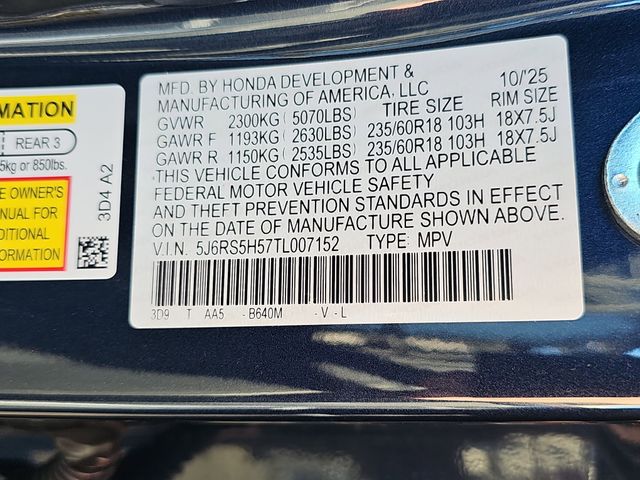 MATION
REAR 3
5kg or 850lbs.
E OWNER'S
ANUAL FOR
DDITIONAL
ORMATION
3D4 A2
MFD. BY HONDA DEVELOPMENT & 10/'25
MANUFACTURING OF AMERICA, LLC
GVWR 2300KG (5070LBS) TIRE SIZE RIM SIZE
GAWR F 1193KG (2630LBS) 235/60R18 103H 18X7.5J
GAWR R 1150KG (2535LBS) 235/60R18 103H 18X7.5J
THIS VEHICLE CONFORMS TO ALL APPLICABLE
FEDERAL MOTOR VEHICLE SAFETY
AND THEFT PREVENTION STANDARDS IN EFFECT
ON THE DATE OF MANUFACTURE SHOWN ABOVE.
V.I.N. 5J6RS5H57TL007152 TYPE: MPV
3D9 T AA5 -B640M -V -L